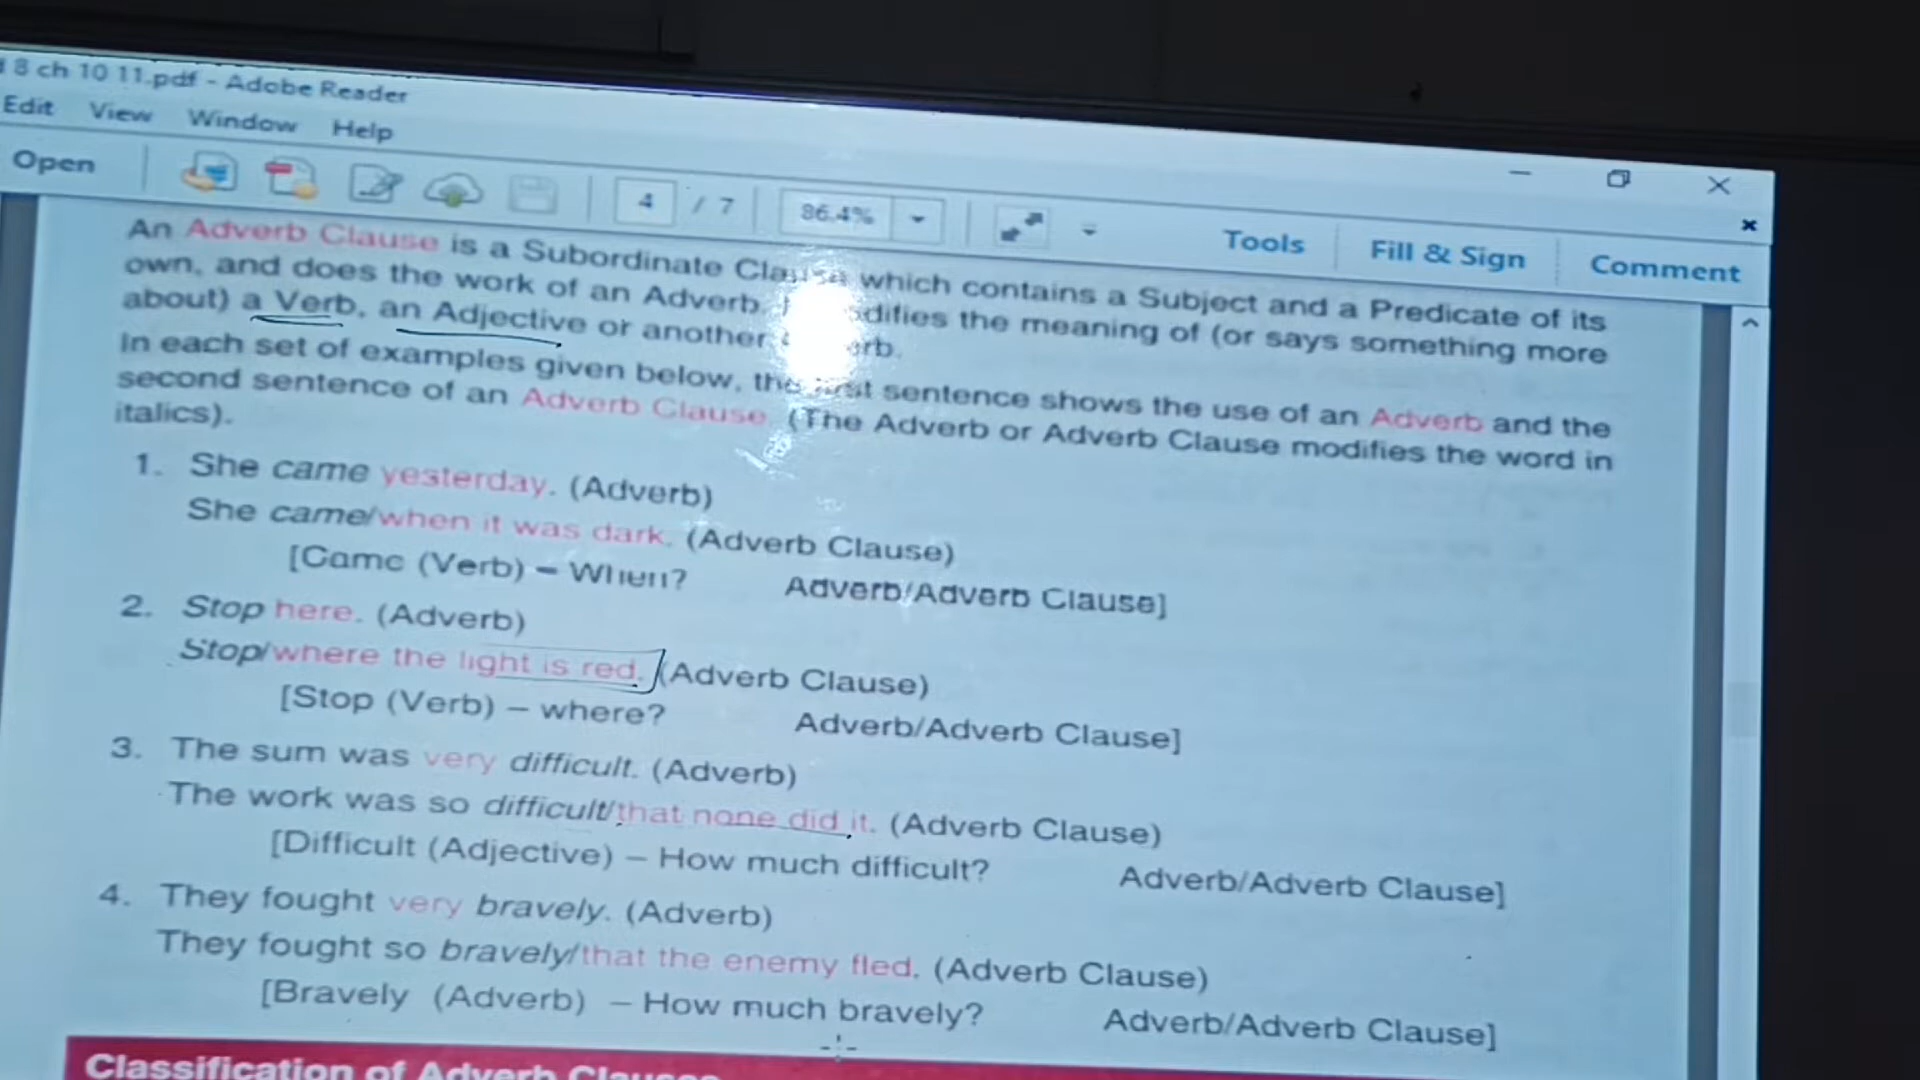 8 ch 10 11.pdf - Adobe Reader
Edit View Window Help
Open 4 / 7 86.4% Tools Fill & Sign Comment
An Adverb Clause is a Subordinate Clause which contains a Subject and a Predicate of its
own, and does the work of an Adverb. modifies the meaning of (or says something more
about) a Verb, an Adjective or another
In each set of examples given below, the first sentence shows the use of an Adverb and the
second sentence of an Adverb Clause. (The Adverb or Adverb Clause modifies the word in
italics).
1. She came yesterday. (Adverb)
She came/when it was dark. (Adverb Clause)
[Came (Verb) – When? Adverb/Adverb Clause]
2. Stop here. (Adverb)
Stop/where the light is red. (Adverb Clause)
[Stop (Verb) – where? Adverb/Adverb Clause]
3. The sum was very difficult. (Adverb)
The work was so difficult/that none did it. (Adverb Clause)
[Difficult (Adjective) – How much difficult? Adverb/Adverb Clause]
4. They fought very bravely. (Adverb)
They fought so bravely/that the enemy fled. (Adverb Clause)
[Bravely (Adverb) – How much bravely? Adverb/Adverb Clause]
Classification of Adverb Clauses